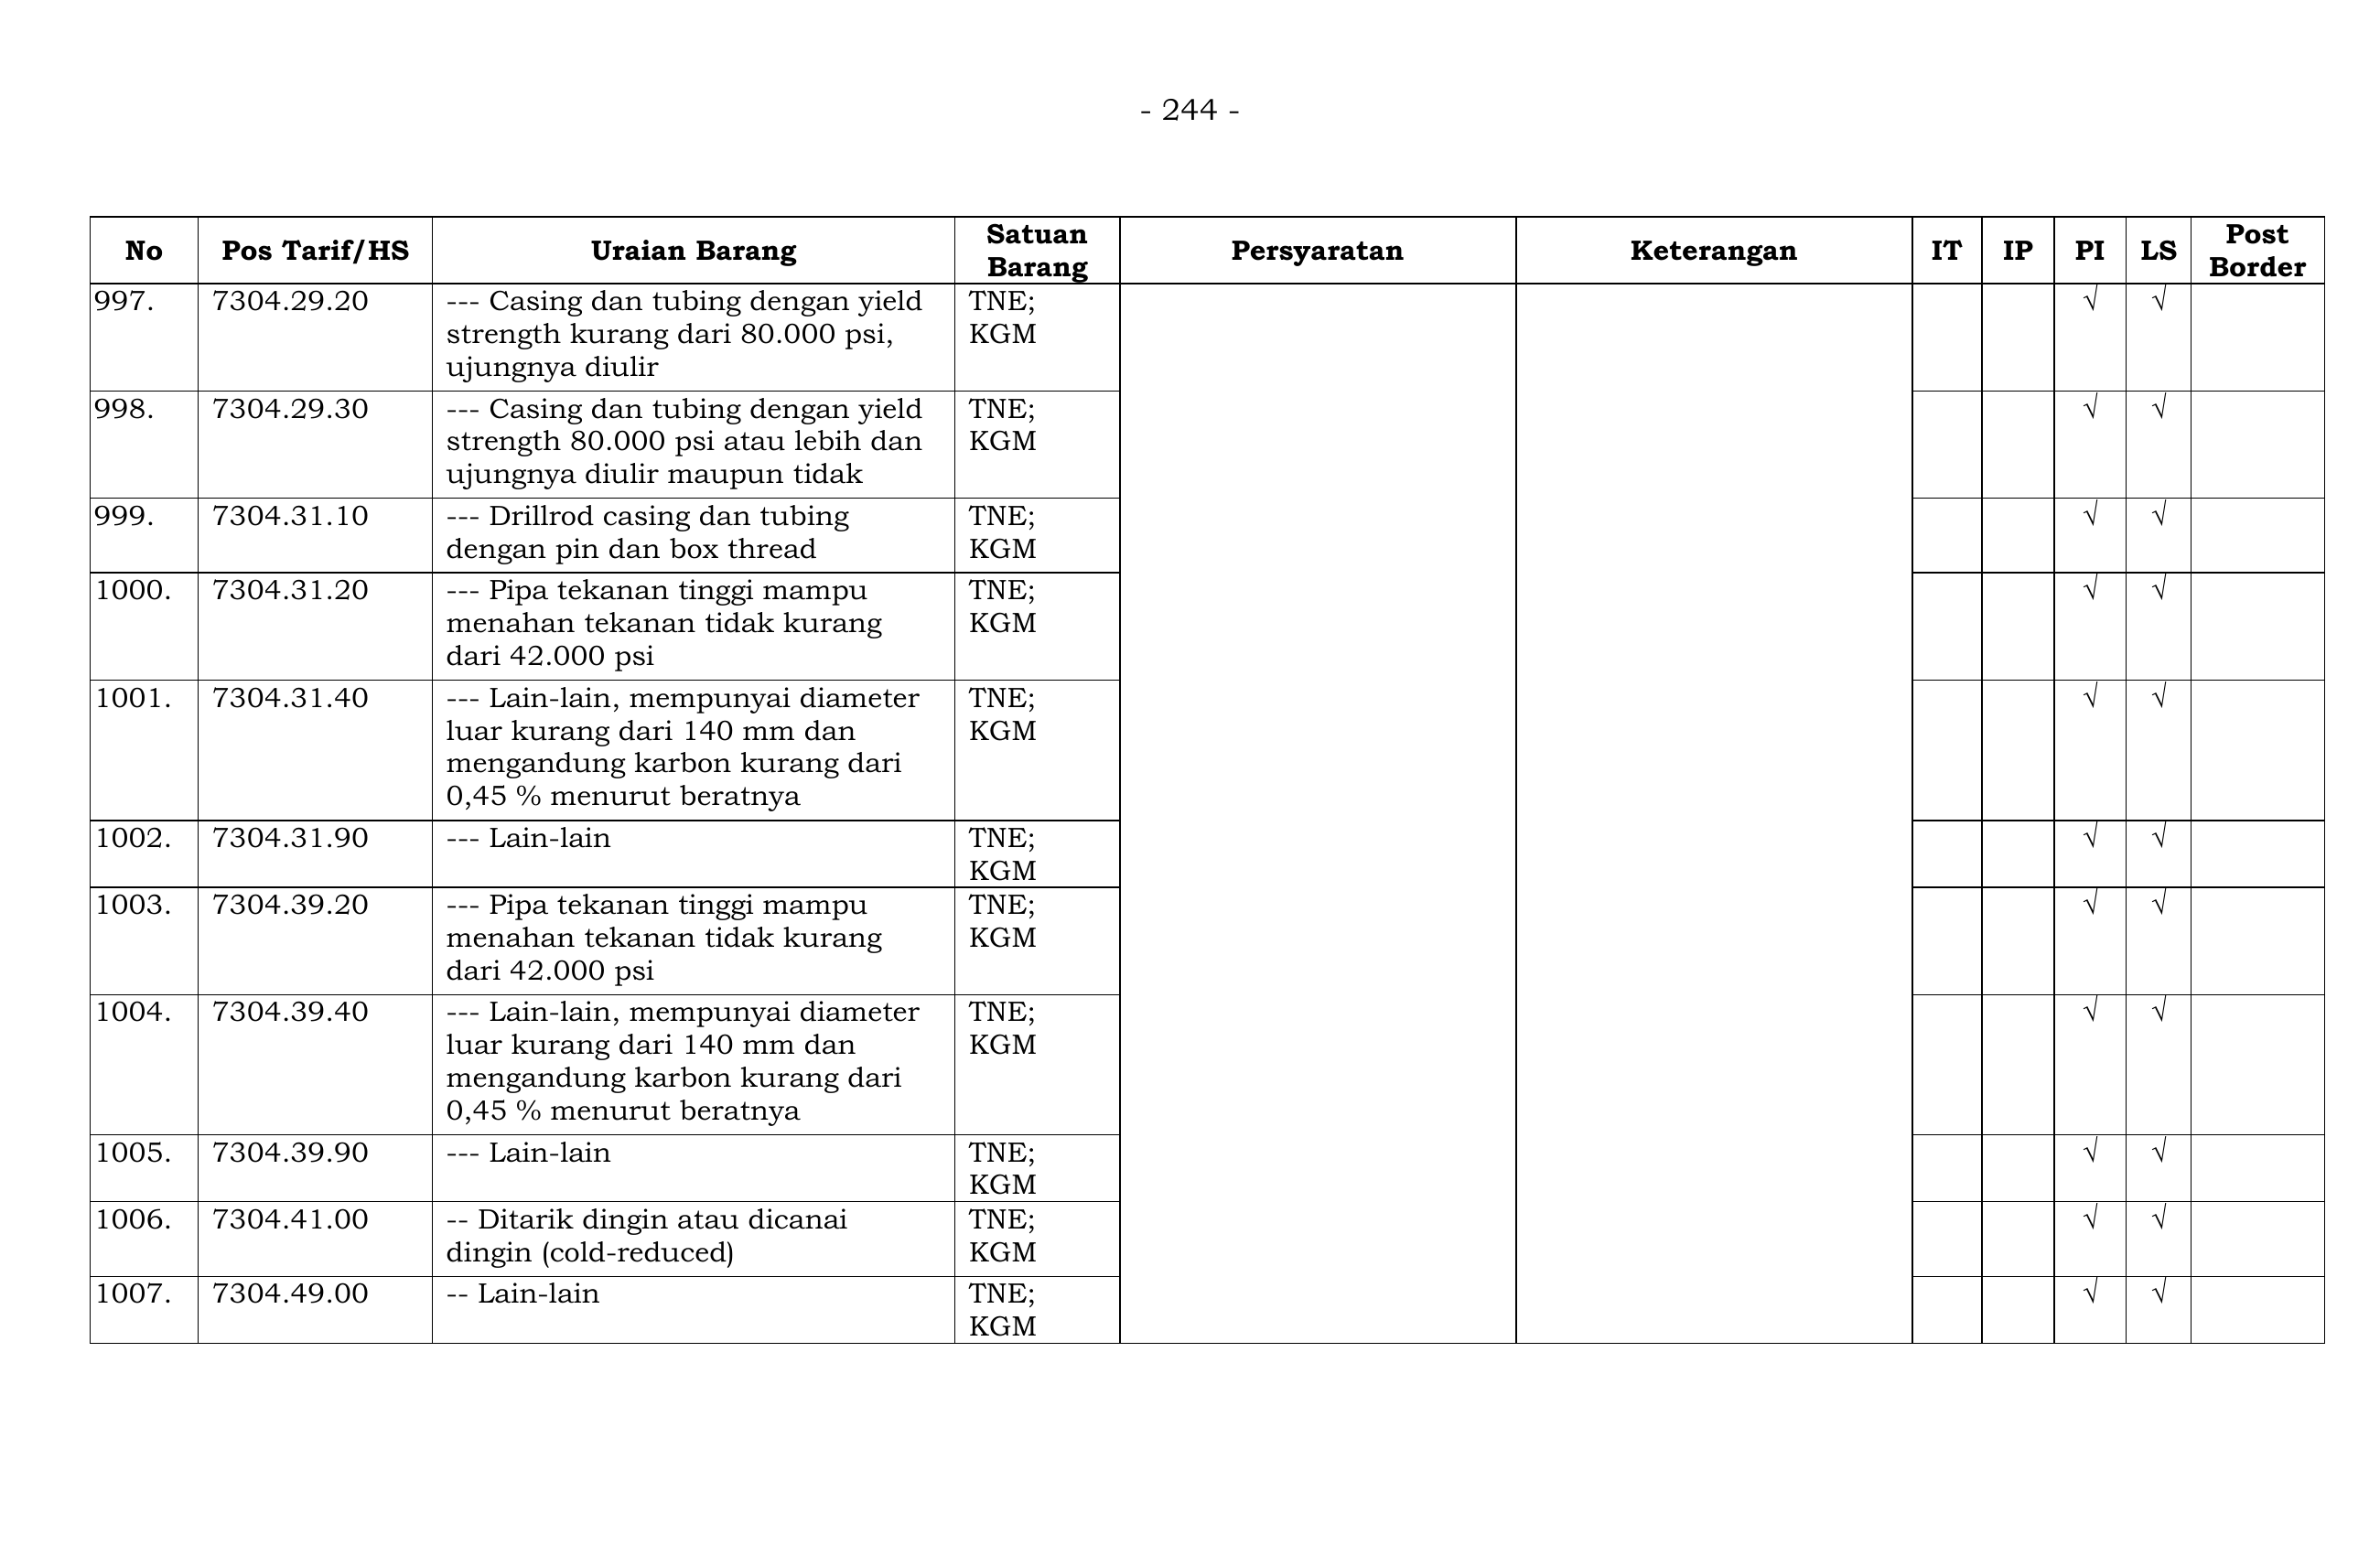 - 244 -
No Pos Tarif/HS Uraian Barang Satuan Barang Persyaratan Keterangan IT IP PI LS Post Border
997. 7304.29.20 --- Casing dan tubing dengan yield TNE; √ √
strength kurang dari 80.000 psi, KGM
ujungnya diulir
998. 7304.29.30 --- Casing dan tubing dengan yield TNE; √ √
strength 80.000 psi atau lebih dan KGM
ujungnya diulir maupun tidak
999. 7304.31.10 --- Drillrod casing dan tubing TNE; √ √
dengan pin dan box thread KGM
1000. 7304.31.20 --- Pipa tekanan tinggi mampu TNE; √ √
menahan tekanan tidak kurang KGM
dari 42.000 psi
1001. 7304.31.40 --- Lain-lain, mempunyai diameter TNE; √ √
luar kurang dari 140 mm dan KGM
mengandung karbon kurang dari
0,45 % menurut beratnya
1002. 7304.31.90 --- Lain-lain TNE; √ √
KGM
1003. 7304.39.20 --- Pipa tekanan tinggi mampu TNE; √ √
menahan tekanan tidak kurang KGM
dari 42.000 psi
1004. 7304.39.40 --- Lain-lain, mempunyai diameter TNE; √ √
luar kurang dari 140 mm dan KGM
mengandung karbon kurang dari
0,45 % menurut beratnya
1005. 7304.39.90 --- Lain-lain TNE; √ √
KGM
1006. 7304.41.00 -- Ditarik dingin atau dicanai TNE; √ √
dingin (cold-reduced) KGM
1007. 7304.49.00 -- Lain-lain TNE; √ √
KGM